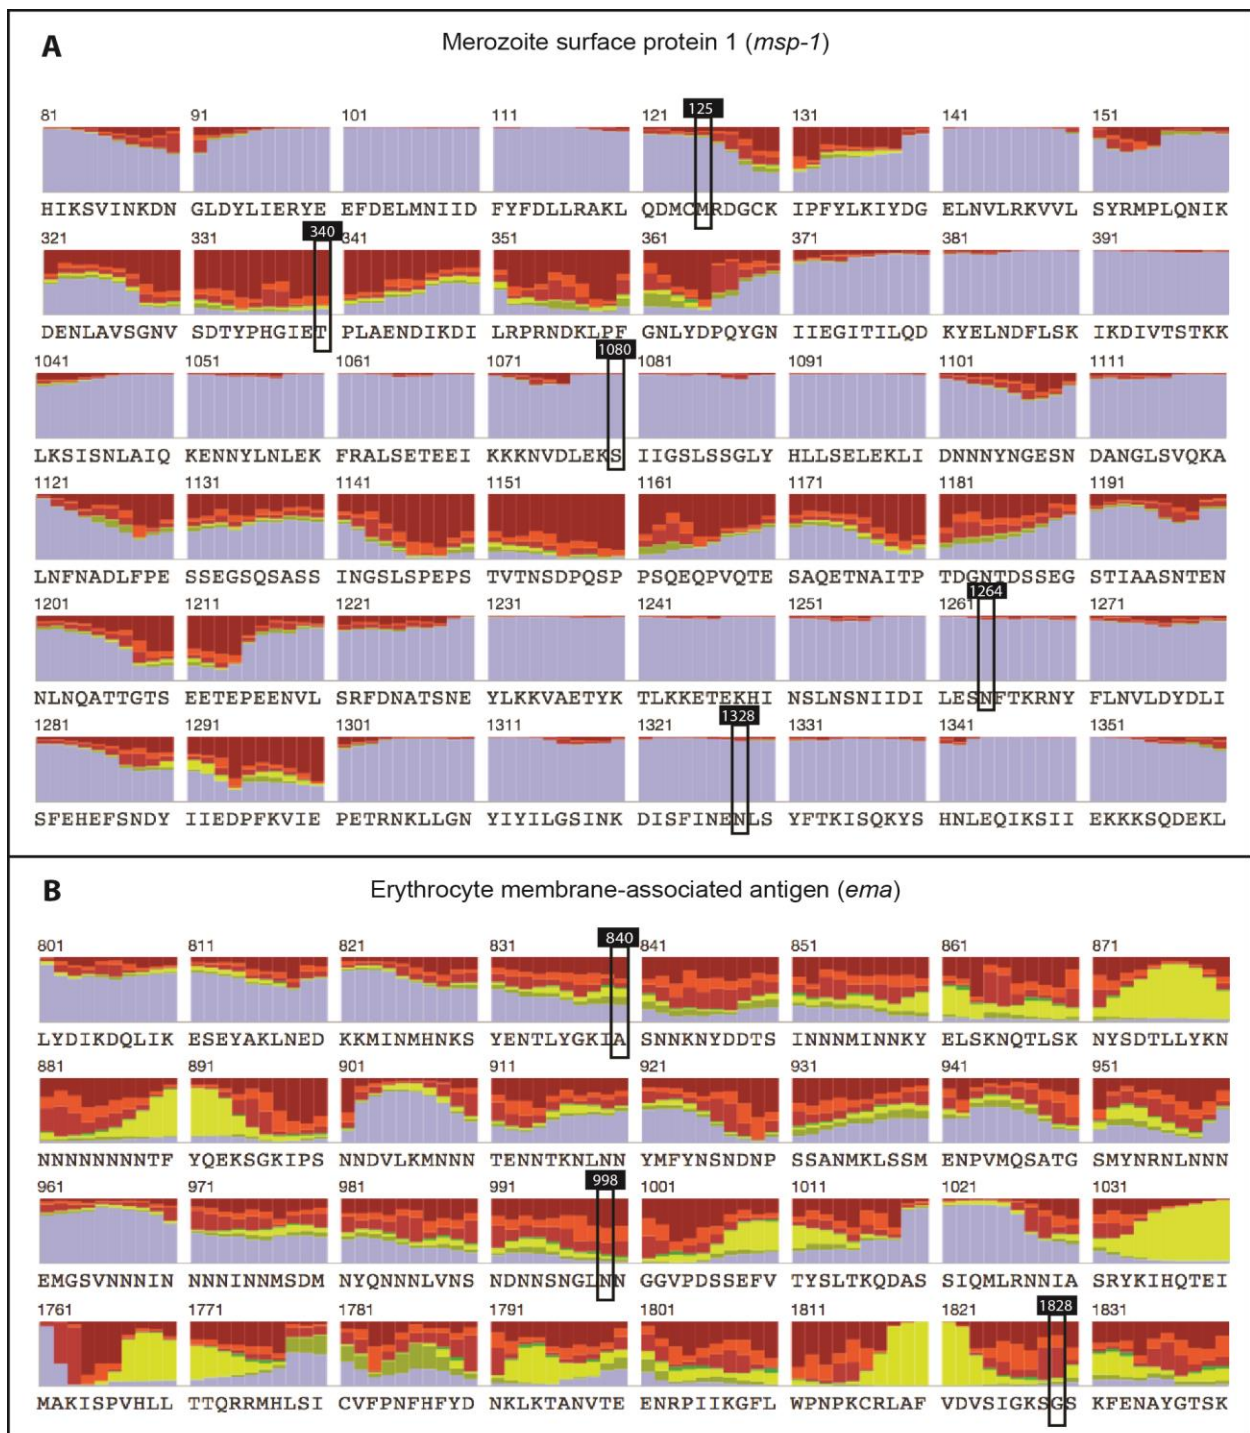 A
Merozoite surface protein 1 (msp-1)
125
81 91 101 111 121 131 141 151
HIKSVINKDN GLDYLIERYE EFDELMNIID FYFDLLRAKL QDMCMRDGCK IPFYLKIYDG ELNVLRKVVL SYRMPLQNIK
340
321 331 341 351 361 371 381 391
DENLAVSGNV SDTYPHGIET PLAENDIKDI LRPRNDKLPF GNLYDPQYGN IIEGITILQD KYELNDFLSK IKDIVTSTKK
1080
1041 1051 1061 1071 1081 1091 1101 1111
LKSISNLAIQ KENNYLNLEK FRALSETEEI KKKNVDLEKS IIGSLSSGLY HLLSELEKLI DNNNYNGESN DANGLSVQKA
1121 1131 1141 1151 1161 1171 1181 1191
LNFNADLFPE SSEGSQSASS INGSLSPEPS TVTNSDPQSP PSQEQPVQTE SAQETNAITP TDGNTDSSEG STIAASNTEN
1264
1201 1211 1221 1231 1241 1251 1261 1271
NLNQATTGTS EETEPEENVL SRFDNATSNE YLKKVAETYK TLKKETEKHI NSLNSNIIDI LESNFTKRNY FLNVLDYDLI
1328
1281 1291 1301 1311 1321 1331 1341 1351
SFEHEFSNDY IIEDPFKVIE PETRNKLLGN YIYILGSINK DISFINENLS YFTKISQKYS HNLEQIKSII EKKKSQDEKL
B
Erythrocyte membrane-associated antigen (ema)
840
801 811 821 831 841 851 861 871
LYDIKDQLIK ESEYAKLNED KKMINMHNKS YENTLYGKIA SNNKNYDDTS INNNMINNKY ELSKNQTLSK NYSDTLLYKN
881 891 901 911 921 931 941 951
NNNNNNNNTF YQEKSGKIPS NNDVLKMNNN TENNTKNLNN YMFYNSNDNP SSANMKLSSM ENPVMQSATG SMYNRNLNNN
998
961 971 981 991 1001 1011 1021 1031
EMGSVNNNIN NNNINNMSDM NYQNNNLVNS NDNNSNGLNN GGVPDSSEFV TYSLTKQDAS SIQMLRNNIA SRYKIHQTEI
1828
1761 1771 1781 1791 1801 1811 1821 1831
MAKISPVHLL TTQRRMHLSI CVFPNFHFYD NKLKTANVTE ENRPIIKGFL WPNPKCRLAF VDVSIGKSGS KFENAYGTSK